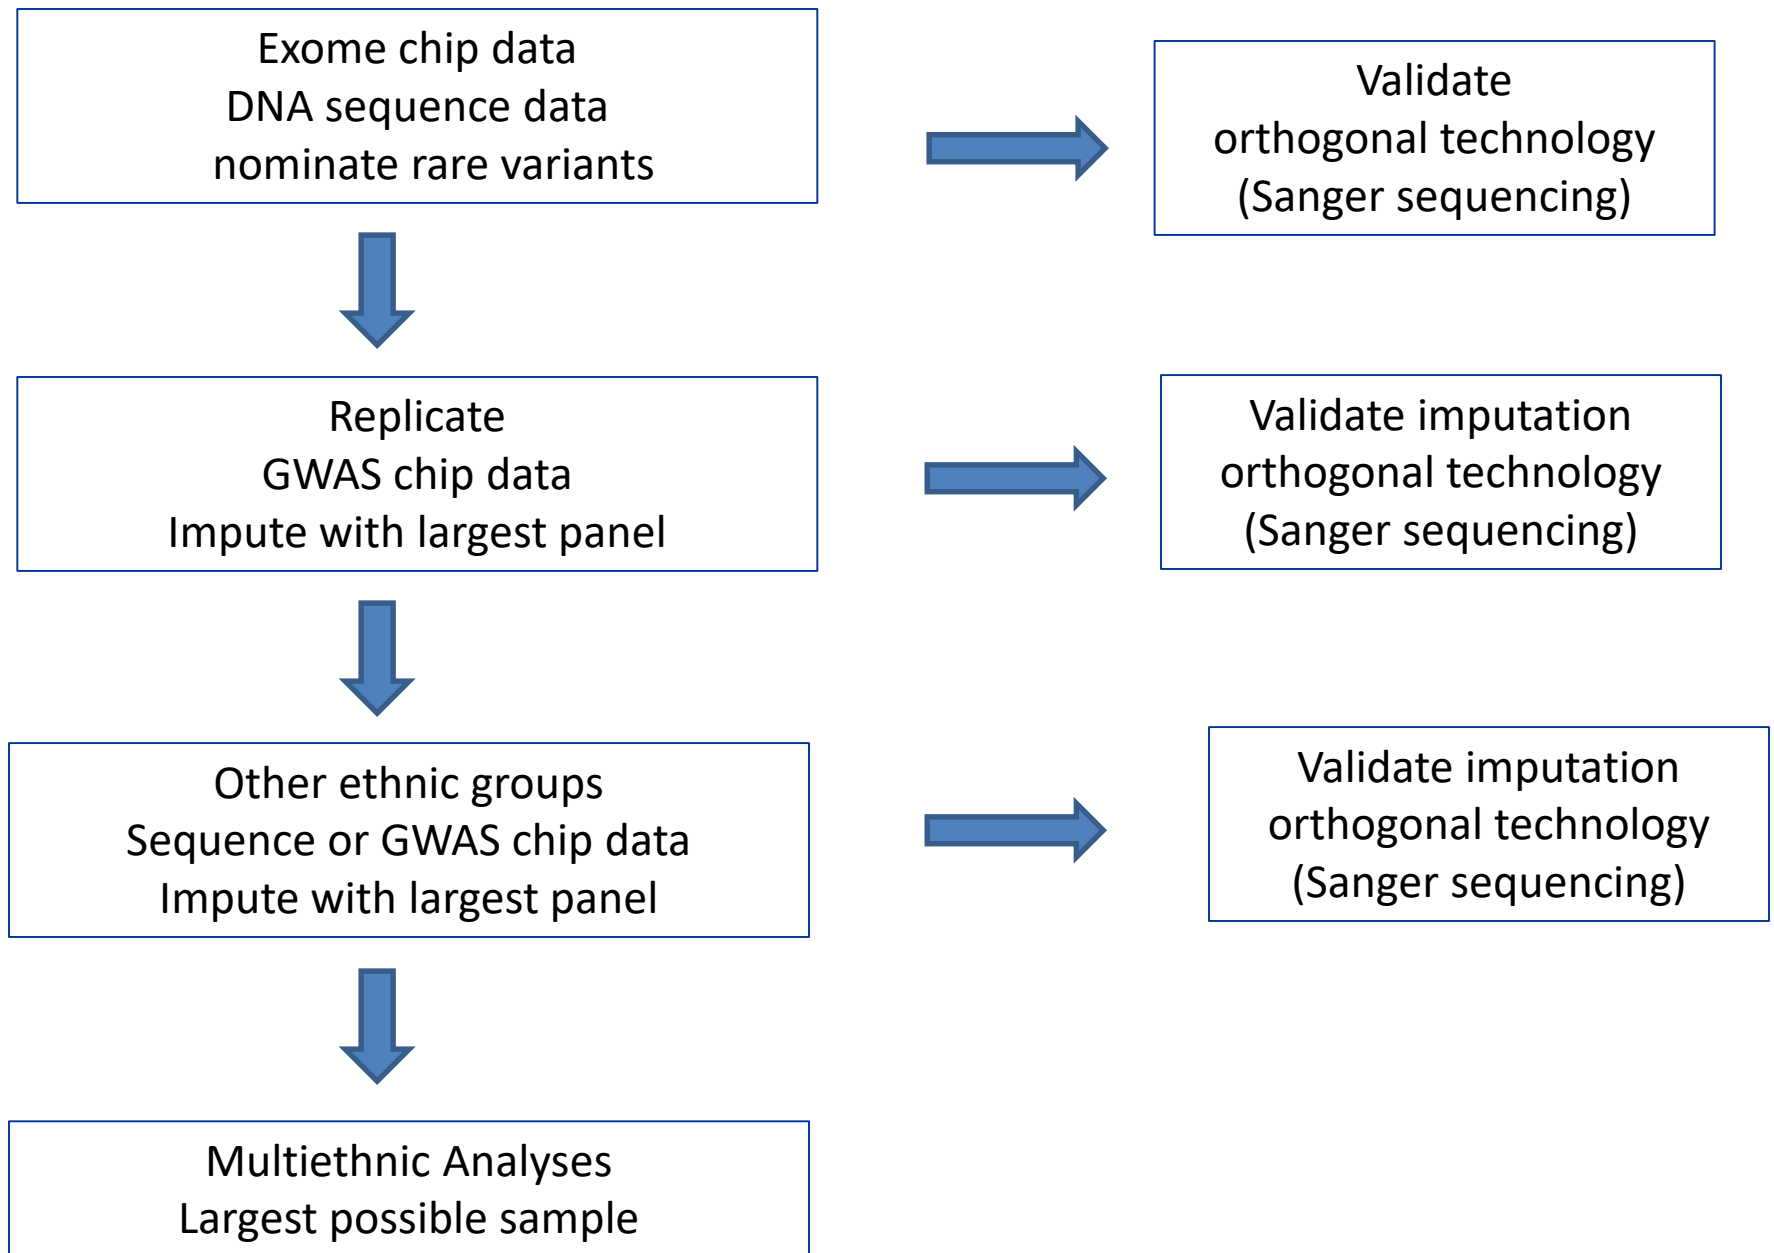 Exome chip data
DNA sequence data
nominate rare variants
Validate
orthogonal technology
(Sanger sequencing)
Replicate
GWAS chip data
Impute with largest panel
Validate imputation
orthogonal technology
(Sanger sequencing)
Other ethnic groups
Sequence or GWAS chip data
Impute with largest panel
Validate imputation
orthogonal technology
(Sanger sequencing)
Multiethnic Analyses
Largest possible sample